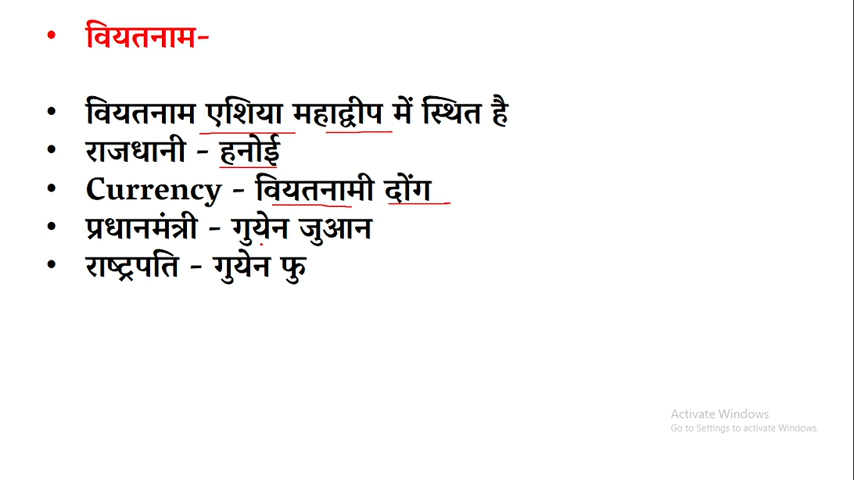 • वियतनाम-
• वियतनाम एशिया महाद्वीप में स्थित है
• राजधानी - हनोई
• Currency - वियतनामी दोंग
• प्रधानमंत्री - गुयेन जुआन
• राष्ट्रपति - गुयेन फु
Activate Windows
Go to Settings to activate Windows.